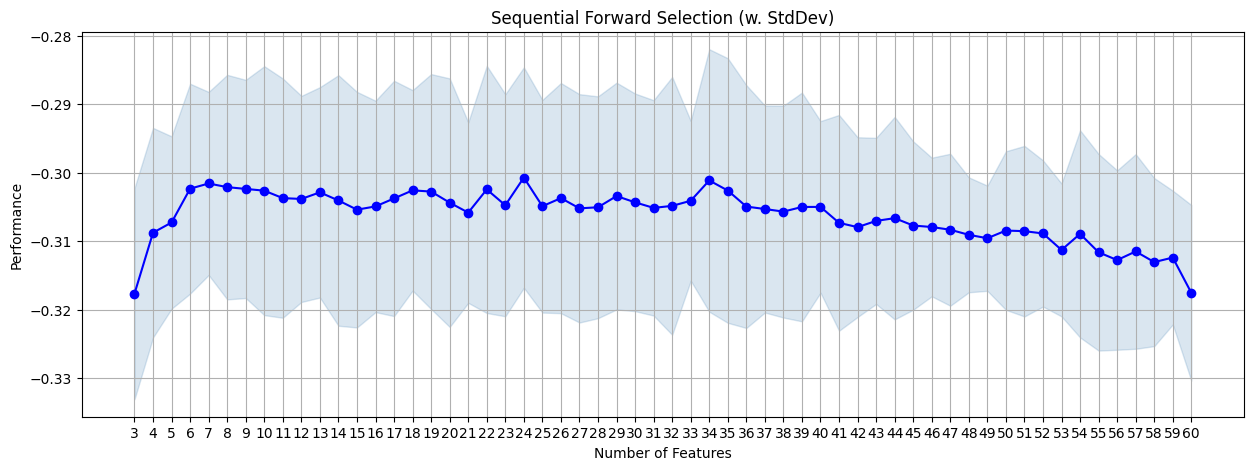 Sequential Forward Selection (w. StdDev)
−0.28
−0.29
−0.30
−0.31
−0.32
−0.33
Performance
3 4 5 6 7 8 9 10 11 12 13 14 15 16 17 18 19 20 21 22 23 24 25 26 27 28 29 30 31 32 33 34 35 36 37 38 39 40 41 42 43 44 45 46 47 48 49 50 51 52 53 54 55 56 57 58 59 60
Number of Features